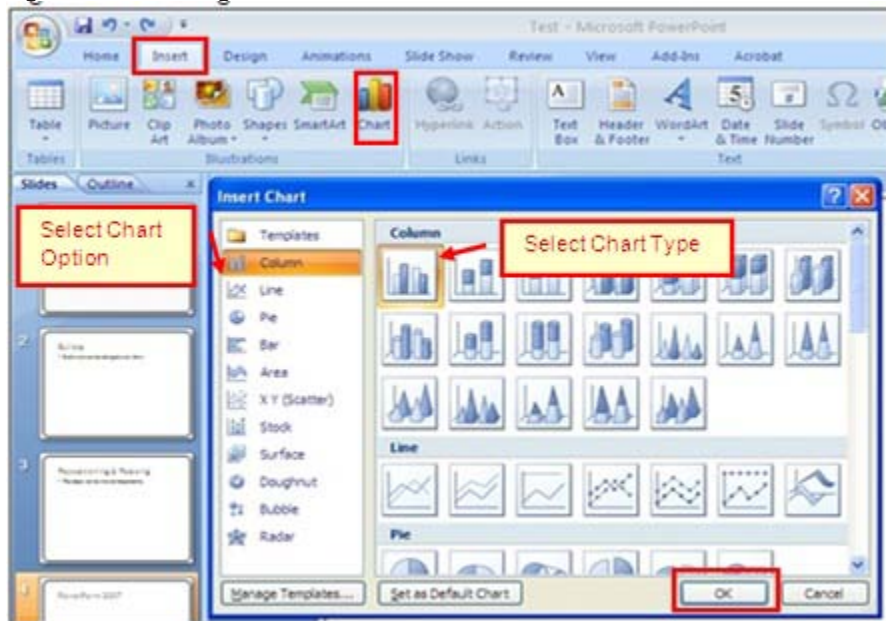 Test - Microsoft PowerPoint
Home Insert Design Animations Slide Show Review View Add-Ins Acrobat
Table Picture Clip Art Photo Album Shapes SmartArt Chart Hyperlink Action Text Box Header & Footer WordArt Date & Time Slide Number Symbol
Tables Illustrations Links Text
Slides Outline x
Insert Chart
Select Chart
Option
Select Chart Type
Templates
Column
Line
Pie
Bar
Area
X Y (Scatter)
Stock
Surface
Doughnut
Bubble
Radar
Column
Line
Pie
2
3
4
PowerPoint 2007
Manage Templates... Set as Default Chart OK Cancel